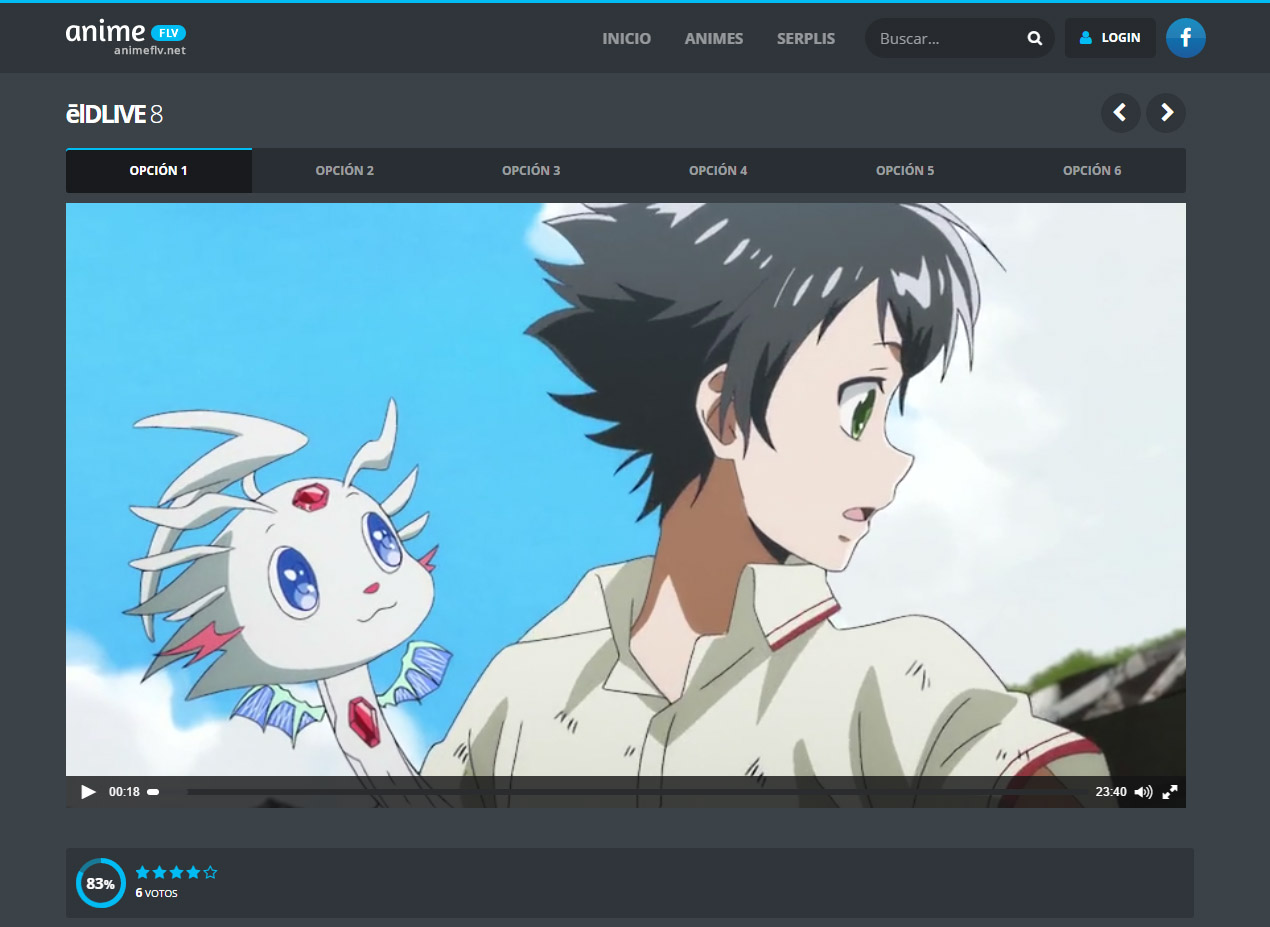 anime FLV
animeflv.net
INICIO
ANIMES
SERPLIS
Buscar...
LOGIN
f
ēlDLIVE 8
OPCIÓN 1
OPCIÓN 2
OPCIÓN 3
OPCIÓN 4
OPCIÓN 5
OPCIÓN 6
00:18
23:40
83%
6 VOTOS